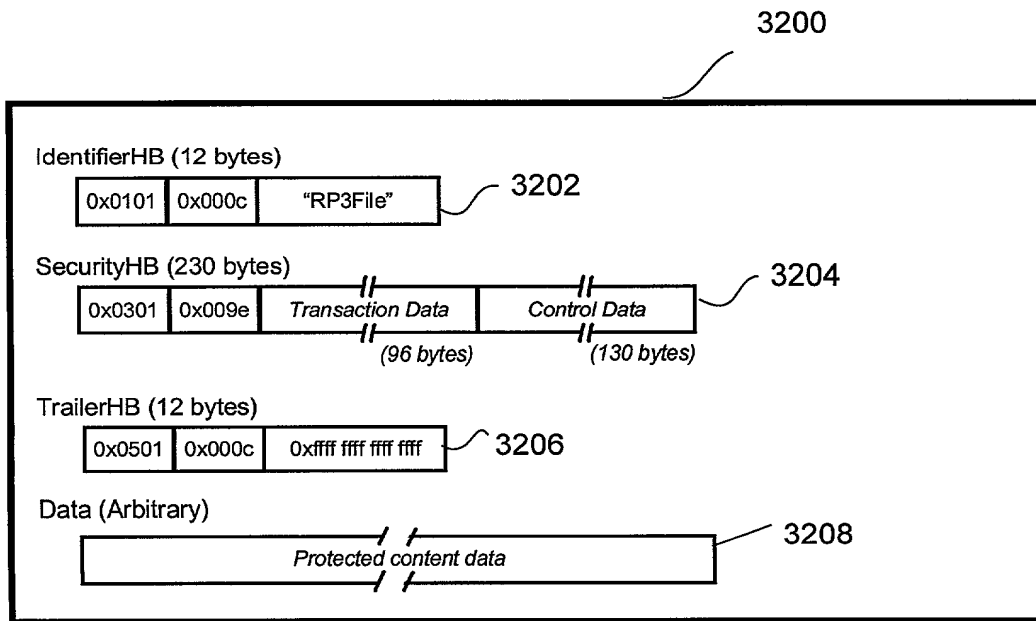 3200
IdentifierHB (12 bytes)
0x0101 0x000c “RP3File” 3202
SecurityHB (230 bytes)
0x0301 0x009e Transaction Data Control Data 3204
(96 bytes) (130 bytes)
TrailerHB (12 bytes)
0x0501 0x000c 0xffff ffff ffff ffff 3206
Data (Arbitrary)
Protected content data 3208